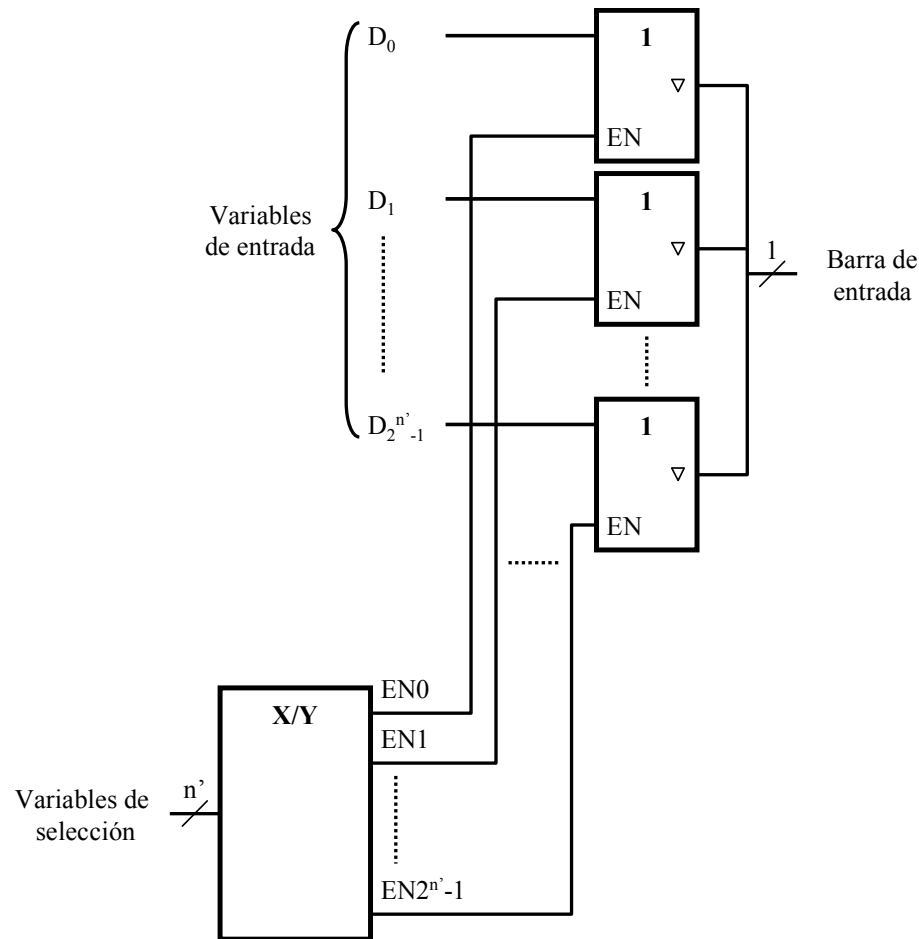 D₀
1
EN
Variables
de entrada
D₁
1
EN
1
Barra de
entrada
D₂ⁿ’₋₁
1
EN
X/Y
EN0
EN1
Variables de
selección
n’
EN2ⁿ’-1